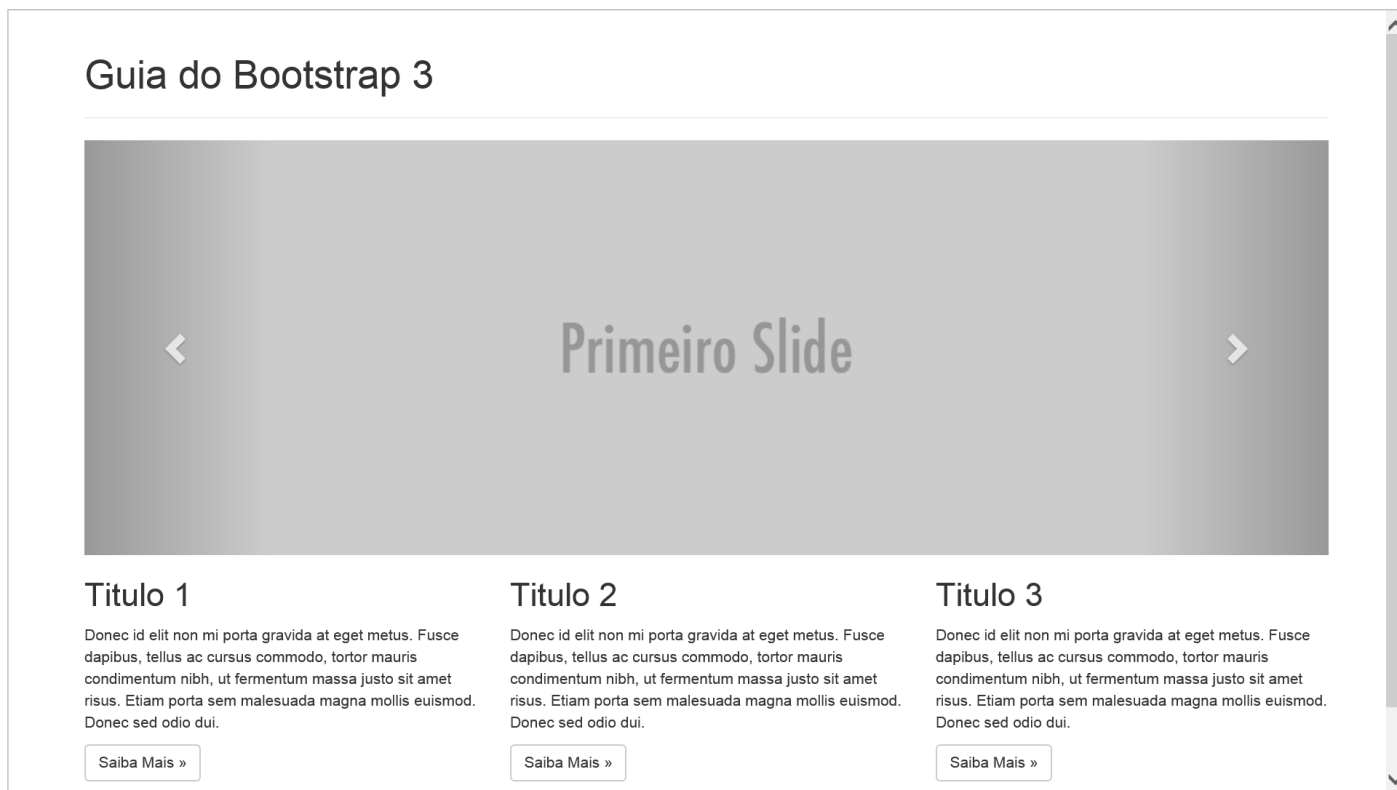 Guia do Bootstrap 3
Primeiro Slide
Titulo 1
Donec id elit non mi porta gravida at eget metus. Fusce
dapibus, tellus ac cursus commodo, tortor mauris
condimentum nibh, ut fermentum massa justo sit amet
risus. Etiam porta sem malesuada magna mollis euismod.
Donec sed odio dui.
Saiba Mais »
Titulo 2
Donec id elit non mi porta gravida at eget metus. Fusce
dapibus, tellus ac cursus commodo, tortor mauris
condimentum nibh, ut fermentum massa justo sit amet
risus. Etiam porta sem malesuada magna mollis euismod.
Donec sed odio dui.
Saiba Mais »
Titulo 3
Donec id elit non mi porta gravida at eget metus. Fusce
dapibus, tellus ac cursus commodo, tortor mauris
condimentum nibh, ut fermentum massa justo sit amet
risus. Etiam porta sem malesuada magna mollis euismod.
Donec sed odio dui.
Saiba Mais »